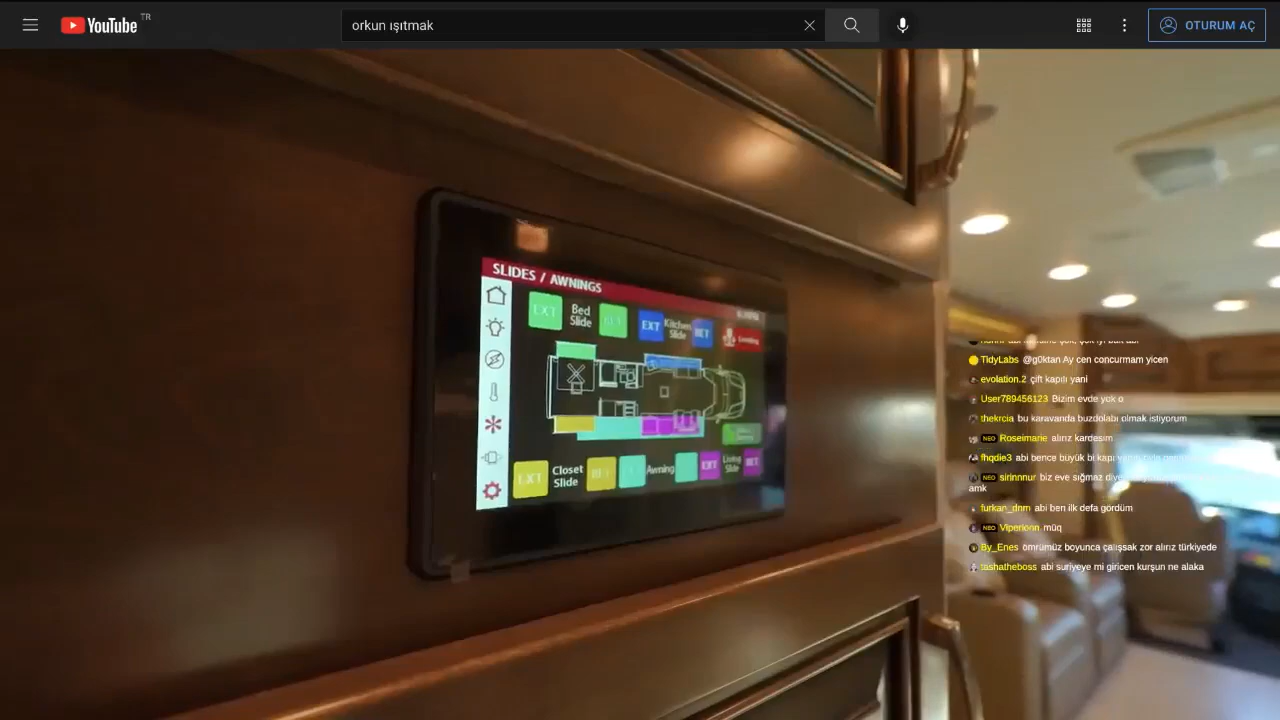 YouTube TR
orkun ışıtmak
OTURUM AÇ
SLIDES / AWNINGS
EXT Bed Slide RET
EXT Kitchen Slide RET
EXT Closet Slide RET
EXT Awning
EXT Living Slide RET
TidyLabs @g0ktan Ay cen concurmam yicen
evolation.2 çift kapılı yani
User789456123 Bizim evde yok o
thekrcia bu karavanda buzdolabı olmak istiyorum
NEO Roseimarie alırız kardesim
fhqdie3 abi bence büyük bi kapı
NEO sirinnnur biz eve sığmaz diye
amk
furkan_dnm abi ben ilk defa gördüm
NEO Viperionn müq
By_Enes ömrümüz boyunca çalışsak zor alırız türkiyede
tashatheboss abi suriyeye mi giricen kurşun ne alaka